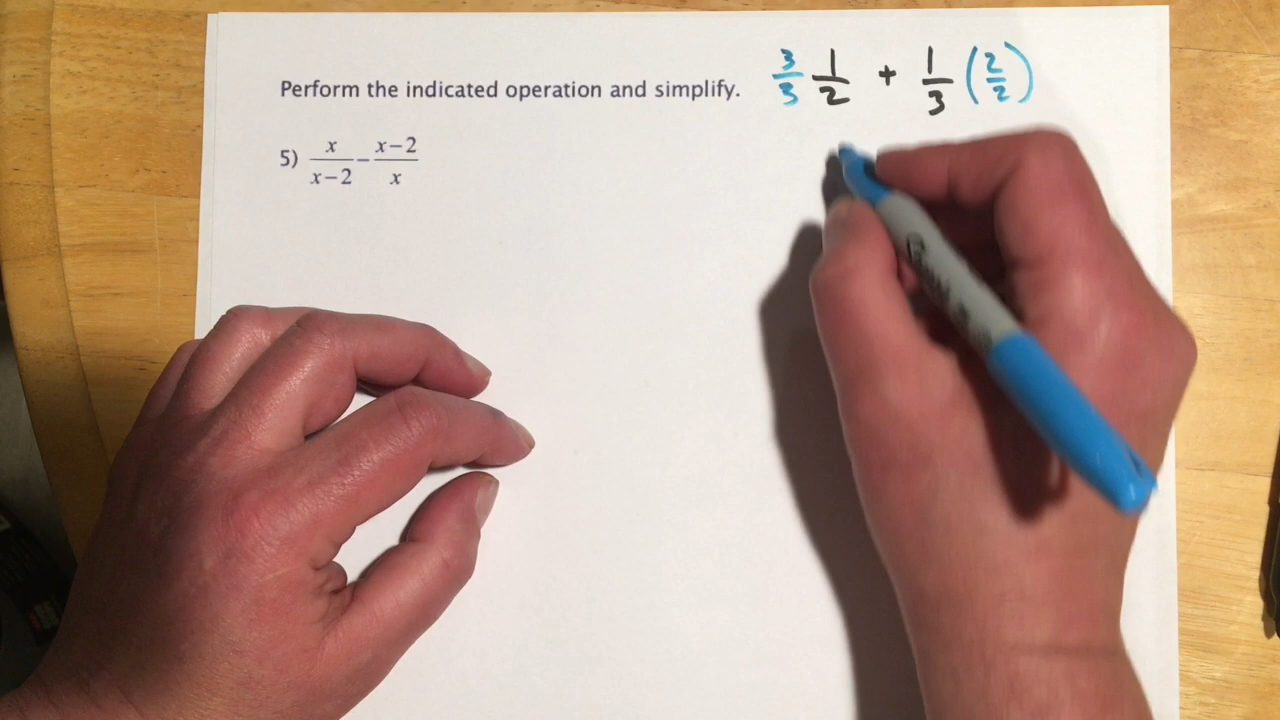 Perform the indicated operation and simplify.
3/3 1/2 + 1/3 (2/2)
5) x/(x−2) − (x−2)/x